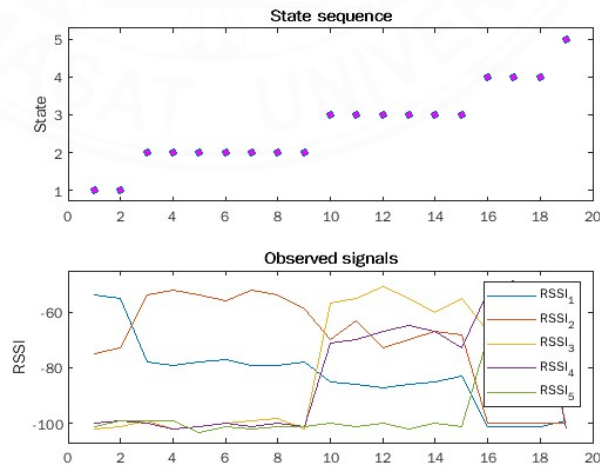 State sequence
5
4
3
2
1
State
0 2 4 6 8 10 12 14 16 18 20
Observed signals
-60
-80
-100
RSSI
RSSI1
RSSI2
RSSI3
RSSI4
RSSI5
0 2 4 6 8 10 12 14 16 18 20